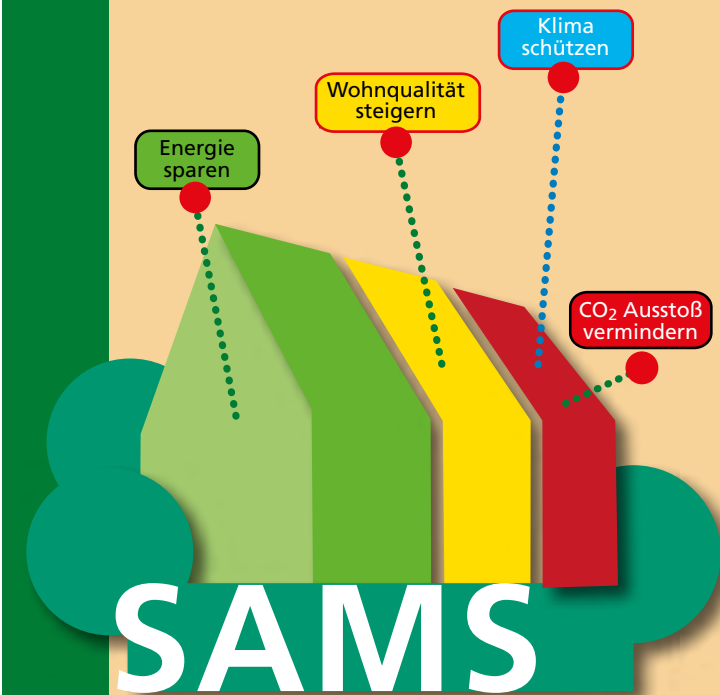 Klima
schützen
Wohnqualität
steigern
Energie
sparen
CO₂ Ausstoß
vermindern
SAMS